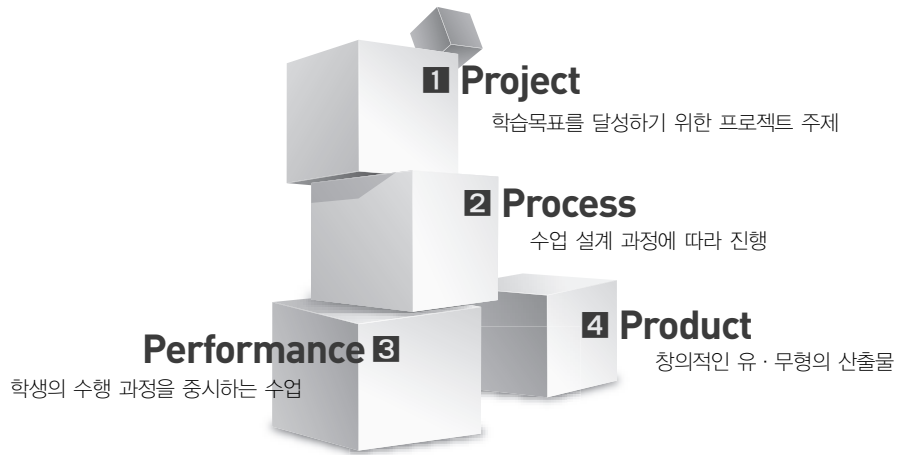 1 Project
학습목표를 달성하기 위한 프로젝트 주제
2 Process
수업 설계 과정에 따라 진행
Performance 3
학생의 수행 과정을 중시하는 수업
4 Product
창의적인 유 · 무형의 산출물